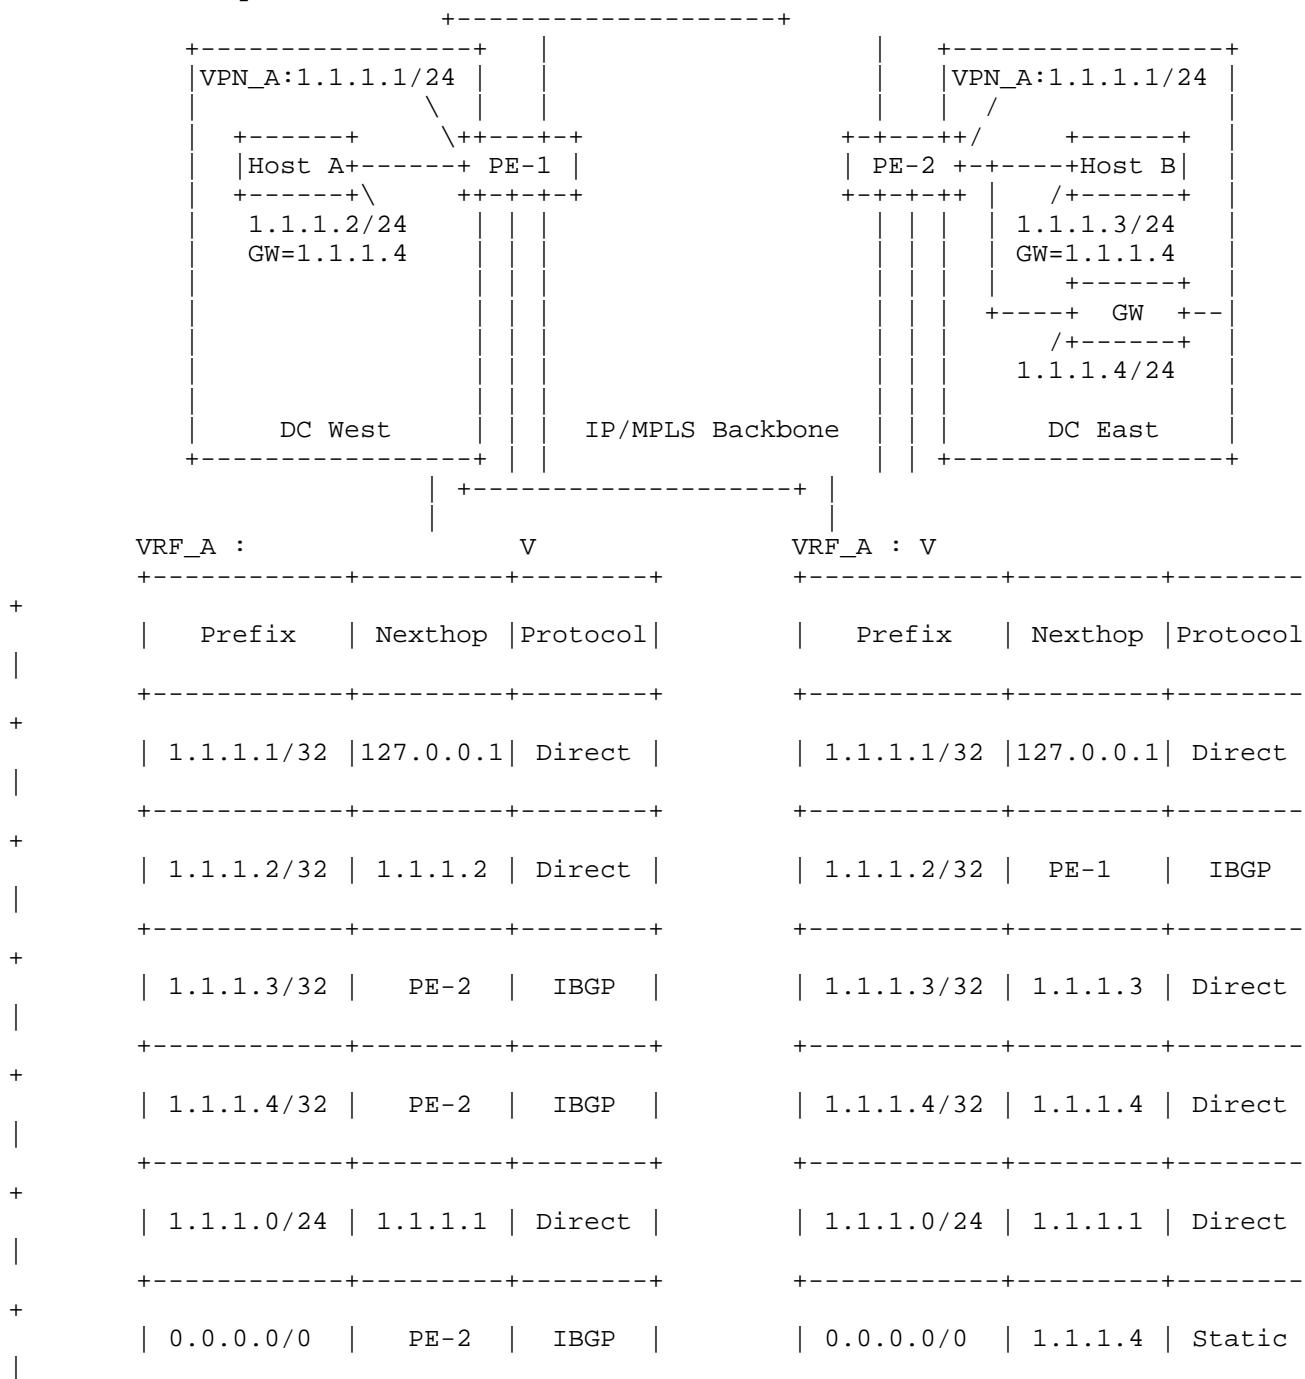 +--------------------+
+-----------------+ | | +-----------------+
|VPN_A:1.1.1.1/24 | | | |VPN_A:1.1.1.1/24 |
| \ | | | | / |
| +------+ \++---+-+ +-+---++/ +------+ |
| |Host A+------+ PE-1 | | PE-2 +-+----+Host B| |
| +------+\ ++-+-+-+ +-+-+-++ | /+------+ |
| 1.1.1.2/24 | | | | | | | 1.1.1.3/24 |
| GW=1.1.1.4 | | | | | | | GW=1.1.1.4 |
| | | | | | | | +------+ |
| | | | | | | +----+ GW +--|
| | | | | | | /+------+ |
| | | | | | | 1.1.1.4/24 |
| | | | | | | |
| DC West | | | IP/MPLS Backbone | | | DC East |
+-----------------+ | | | | +-----------------+
| +--------------------+ |
| |
VRF_A : V VRF_A : V
+------------+---------+--------+ +------------+---------+--------
+
| Prefix | Nexthop |Protocol| | Prefix | Nexthop |Protocol
|
+------------+---------+--------+ +------------+---------+--------
+
| 1.1.1.1/32 |127.0.0.1| Direct | | 1.1.1.1/32 |127.0.0.1| Direct
|
+------------+---------+--------+ +------------+---------+--------
+
| 1.1.1.2/32 | 1.1.1.2 | Direct | | 1.1.1.2/32 | PE-1 | IBGP
|
+------------+---------+--------+ +------------+---------+--------
+
| 1.1.1.3/32 | PE-2 | IBGP | | 1.1.1.3/32 | 1.1.1.3 | Direct
|
+------------+---------+--------+ +------------+---------+--------
+
| 1.1.1.4/32 | PE-2 | IBGP | | 1.1.1.4/32 | 1.1.1.4 | Direct
|
+------------+---------+--------+ +------------+---------+--------
+
| 1.1.1.0/24 | 1.1.1.1 | Direct | | 1.1.1.0/24 | 1.1.1.1 | Direct
|
+------------+---------+--------+ +------------+---------+--------
+
| 0.0.0.0/0 | PE-2 | IBGP | | 0.0.0.0/0 | 1.1.1.4 | Static
|